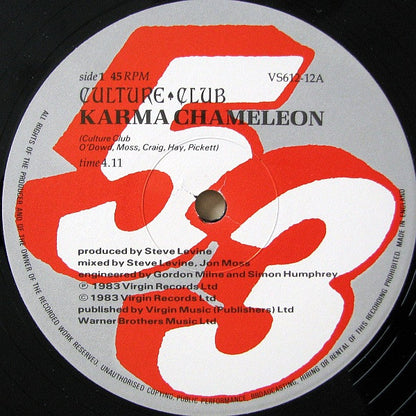 side 1 45 RPM
VS612-12A
CULTURE CLUB
KARMA CHAMELEON
(Culture Club
O'Dowd, Moss, Craig, Hay, Pickett)
time 4.11
produced by Steve Levine
mixed by Steve Levine, Jon Moss
engineered by Gordon Milne and Simon Humphrey
℗ 1983 Virgin Records Ltd
© 1983 Virgin Records Ltd
published by Virgin Music (Publishers) Ltd
Warner Brothers Music Ltd
ALL RIGHTS OF THE PRODUCER AND OF THE OWNER OF THE RECORDED WORK RESERVED. UNAUTHORISED COPYING, PUBLIC PERFORMANCE, BROADCASTING, HIRING OR RENTAL OF THIS RECORDING PROHIBITED. MADE IN ENGLAND